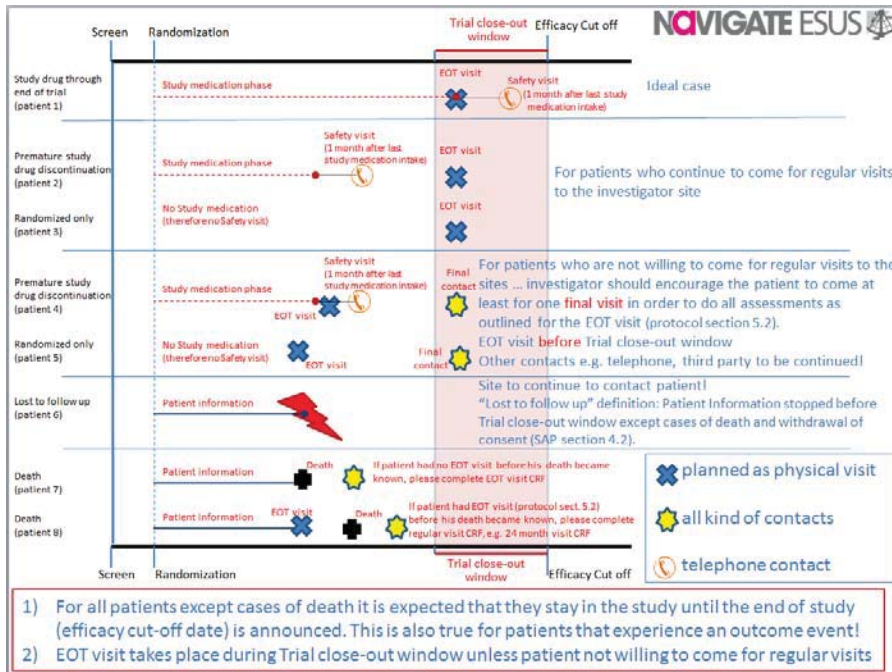 NAVIGATE ESUS
Screen
Randomization
Trial close-out
window
Efficacy Cut off
Study drug through
end of trial
(patient 1)
Study medication phase
EOT visit
Safety visit
(1 month after last study
medication intake)
Ideal case
Premature study
drug discontinuation
(patient 2)
Study medication phase
Safety visit
(1 month after last
study medication intake)
EOT visit
For patients who continue to come for regular visits
to the investigator site
Randomized only
(patient 3)
No Study medication
(therefore no Safety visit)
EOT visit
Premature study
drug discontinuation
(patient 4)
Study medication phase
Safety visit
(1 month after last
study medication intake)
EOT visit
Final
contact
For patients who are not willing to come for regular visits to the
sites ... investigator should encourage the patient to come at
least for one final visit in order to do all assessments as
outlined for the EOT visit (protocol section 5.2).
EOT visit before Trial close-out window
Other contacts e.g. telephone, third party to be continued!
Randomized only
(patient 5)
No Study medication
(therefore no Safety visit)
EOT visit
Final
contact
Lost to follow up
(patient 6)
Patient information
Site to continue to contact patient!
"Lost to follow up" definition: Patient Information stopped before
Trial close-out window except cases of death and withdrawal of
consent (SAP section 4.2).
Death
(patient 7)
Patient information
Death
If patient had no EOT visit before his death became
known, please complete EOT visit CRF
Death
(patient 8)
Patient information
EOT visit
Death
If patient had EOT visit (protocol sect. 5.2)
before his death became known, please complete
regular visit CRF, e.g. 24 month visit CRF
planned as physical visit
all kind of contacts
telephone contact
Screen
Randomization
Trial close-out
window
Efficacy Cut off
1) For all patients except cases of death it is expected that they stay in the study until the end of study
(efficacy cut-off date) is announced. This is also true for patients that experience an outcome event!
2) EOT visit takes place during Trial close-out window unless patient not willing to come for regular visits